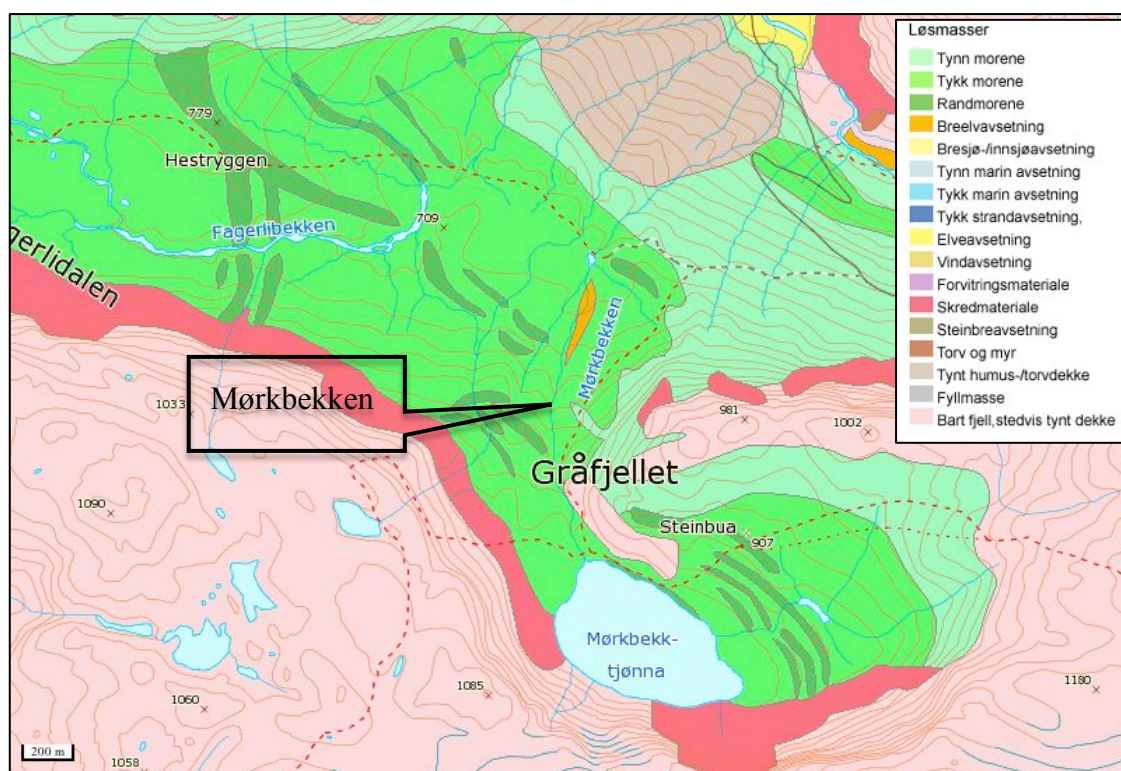 Løsmasser
Tynn morene
Tykk morene
Randmorene
Breelvavsetning
Bresjø-/innsjøavsetning
Tynn marin avsetning
Tykk marin avsetning
Tykk strandavsetning,
Elveavsetning
Vindavsetning
Forvitringsmateriale
Skredmateriale
Steinbreavsetning
Torv og myr
Tynt humus-/torvdekke
Fyllmasse
Bart fjell,stedvis tynt dekke
779
Hestryggen
709
Fagerlibekken
gerlidalen
Mørkbekken
Mørkbekken
1033
981
1002
Gråfjellet
1090
Steinbua
907
Mørkbekk-
tjønna
1085
1060
1180
1058
200 m